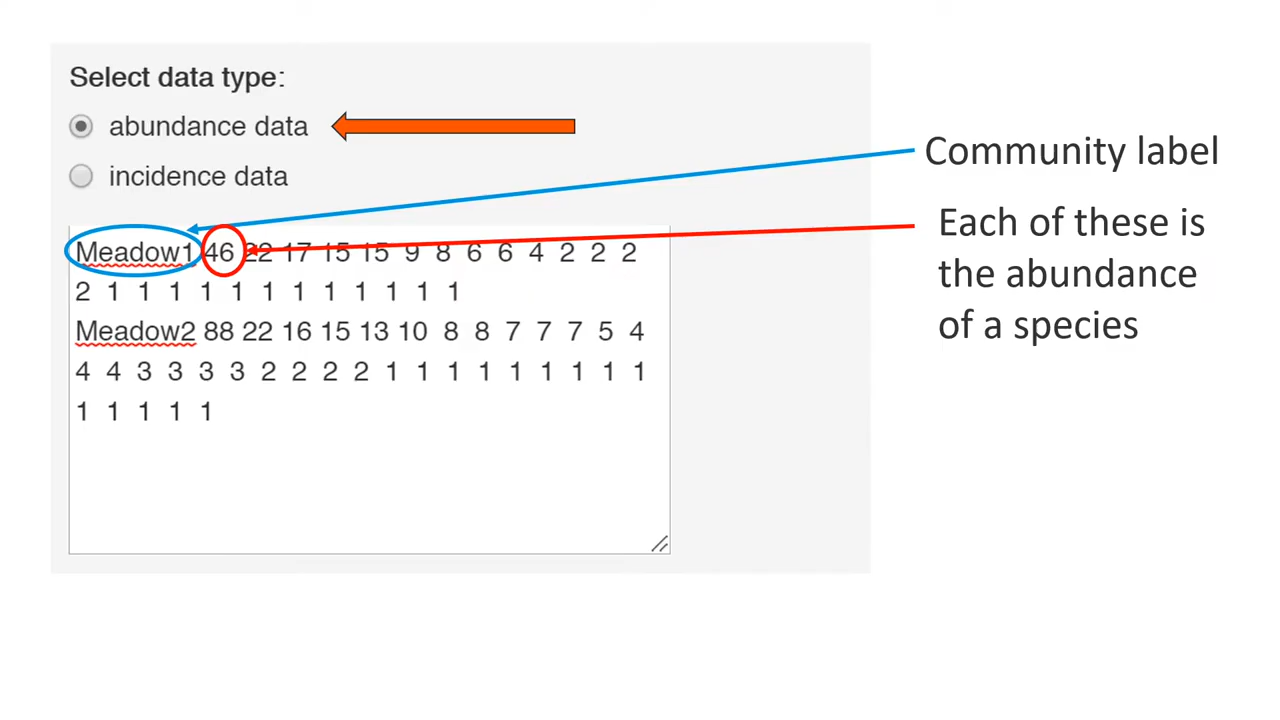 Select data type:
abundance data
incidence data
Community label
Each of these is
the abundance
of a species
Meadow1 46 22 17 15 15 9 8 6 6 4 2 2 2
2 1 1 1 1 1 1 1 1 1 1 1 1
Meadow2 88 22 16 15 13 10 8 8 7 7 7 5 4
4 4 3 3 3 3 2 2 2 2 1 1 1 1 1 1 1 1 1
1 1 1 1 1